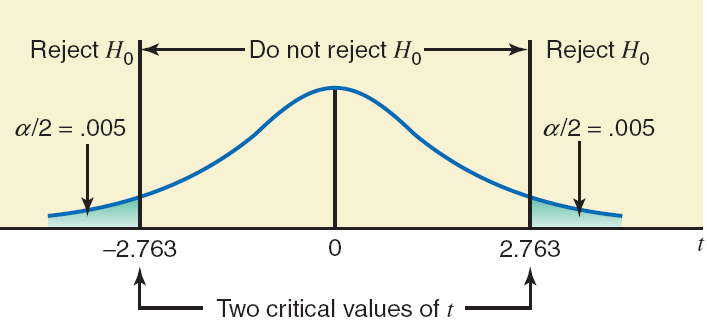 Reject H₀ Do not reject H₀ Reject H₀
α/2 = .005 α/2 = .005
–2.763 0 2.763 t
Two critical values of t